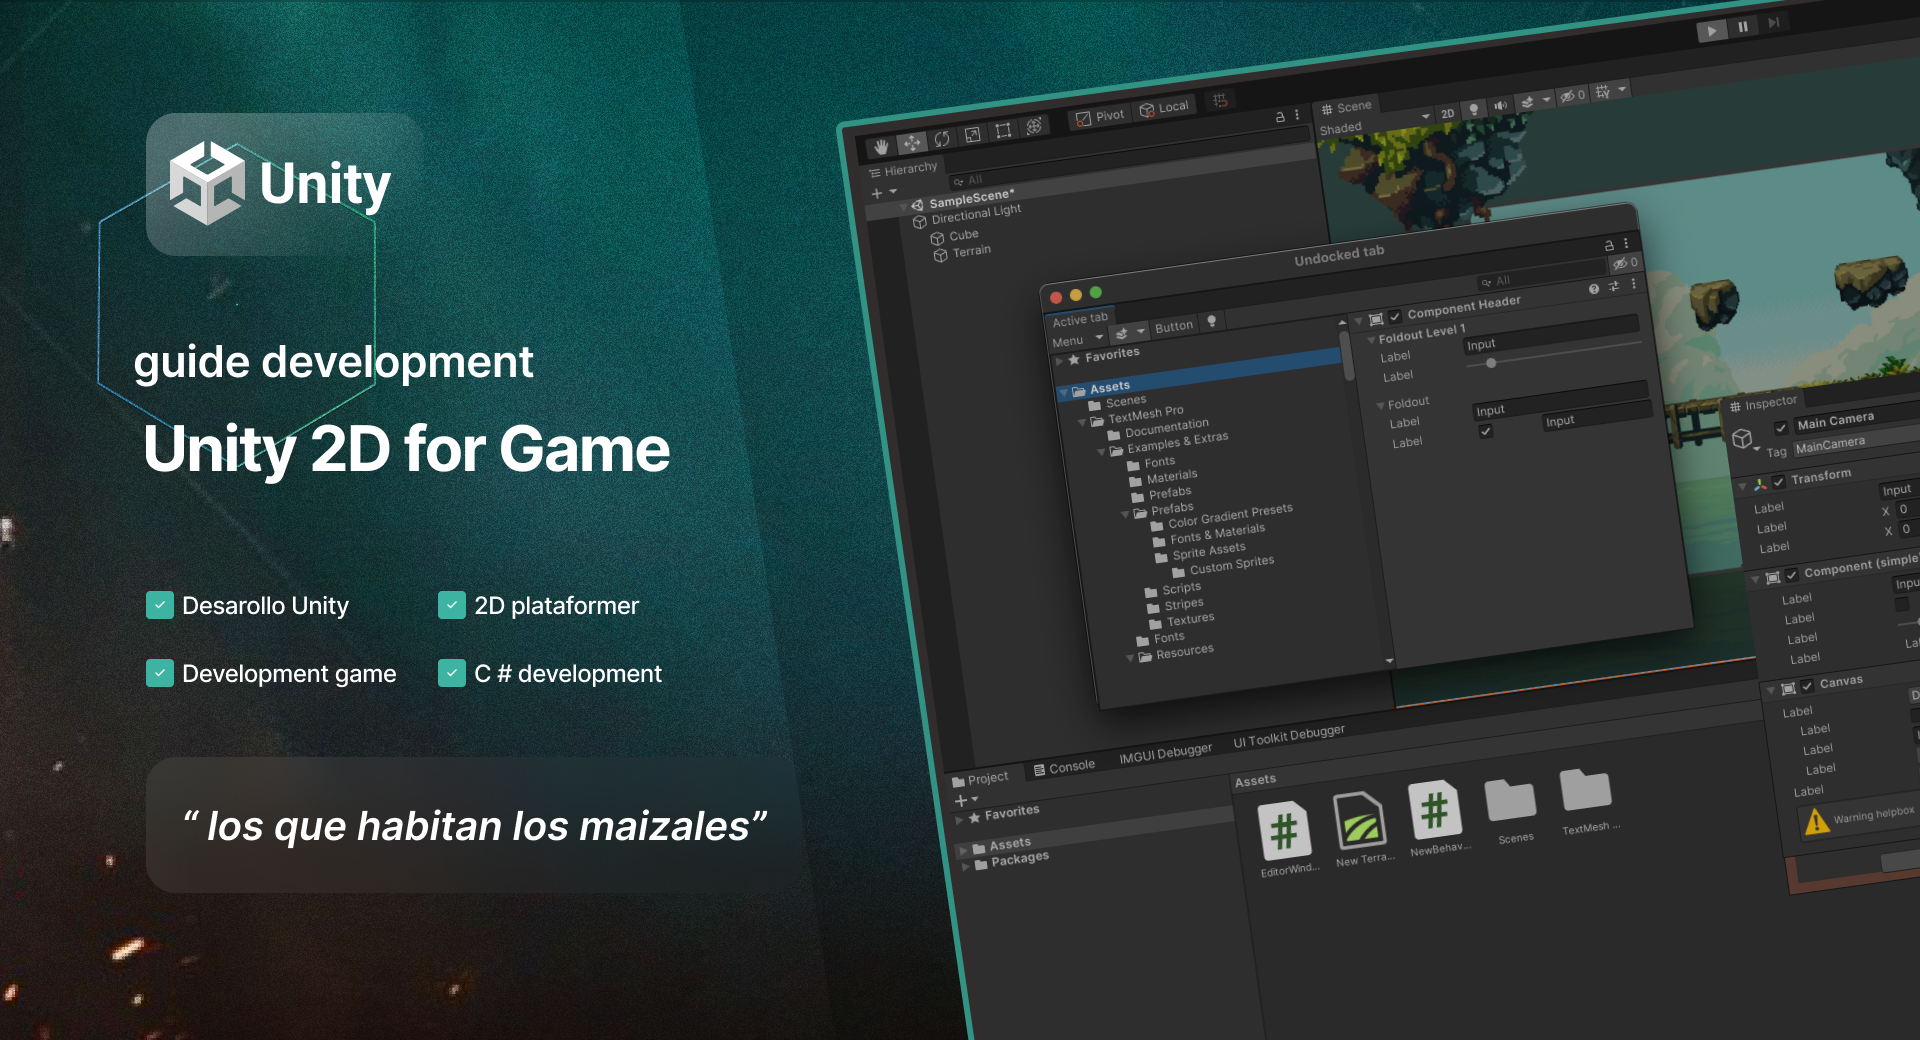 Unity
guide development
Unity 2D for Game
Desarollo Unity
2D plataformer
Development game
C # development
“ los que habitan los maizales”
Pivot
Local
Hierarchy
All
SampleScene*
Directional Light
Cube
Terrain
Scene
Shaded
2D
0
Undocked tab
Active tab
Menu
Button
All
0
Favorites
Assets
Scenes
TextMesh Pro
Documentation
Examples & Extras
Fonts
Materials
Prefabs
Prefabs
Color Gradient Presets
Fonts & Materials
Sprite Assets
Custom Sprites
Scripts
Stripes
Textures
Fonts
Resources
Component Header
Foldout Level 1
Label
Input
Label
Foldout
Label
Input
Label
Input
Inspector
Main Camera
Tag
MainCamera
Transform
Label
Input
Label
X 0
Label
X 0
Component (simple
Label
Label
Label
Label
Canvas
Label
Label
Label
Label
Label
Warning helpbox
Project
Console
IMGUI Debugger
UI Toolkit Debugger
Favorites
Assets
Packages
Assets
EditorWind...
New Terra...
NewBehav...
Scenes
TextMesh ...